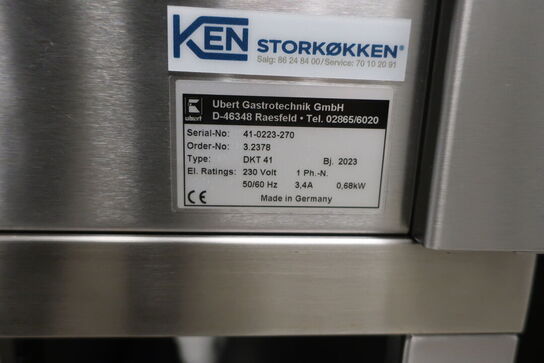 KEN STORKØKKEN®
Salg: 86 24 84 00/Service: 70 10 20 91
ubert
Ubert Gastrotechnik GmbH
D-46348 Raesfeld • Tel. 02865/6020
Serial-No: 41-0223-270
Order-No: 3.2378
Type: DKT 41 Bj. 2023
El. Ratings: 230 Volt 1 Ph.-N.
50/60 Hz 3,4A 0,68kW
CE Made in Germany